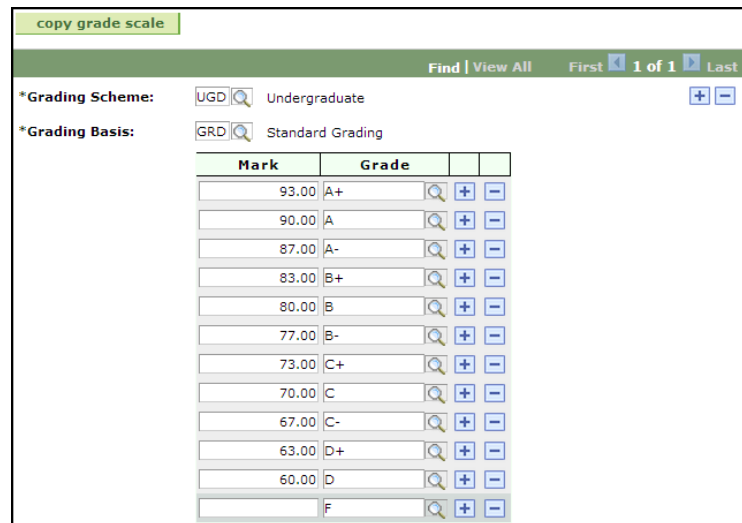 copy grade scale
Find | View All First 1 of 1 Last
*Grading Scheme: UGD Undergraduate
*Grading Basis: GRD Standard Grading
Mark Grade
93.00 A+
90.00 A
87.00 A-
83.00 B+
80.00 B
77.00 B-
73.00 C+
70.00 C
67.00 C-
63.00 D+
60.00 D
F